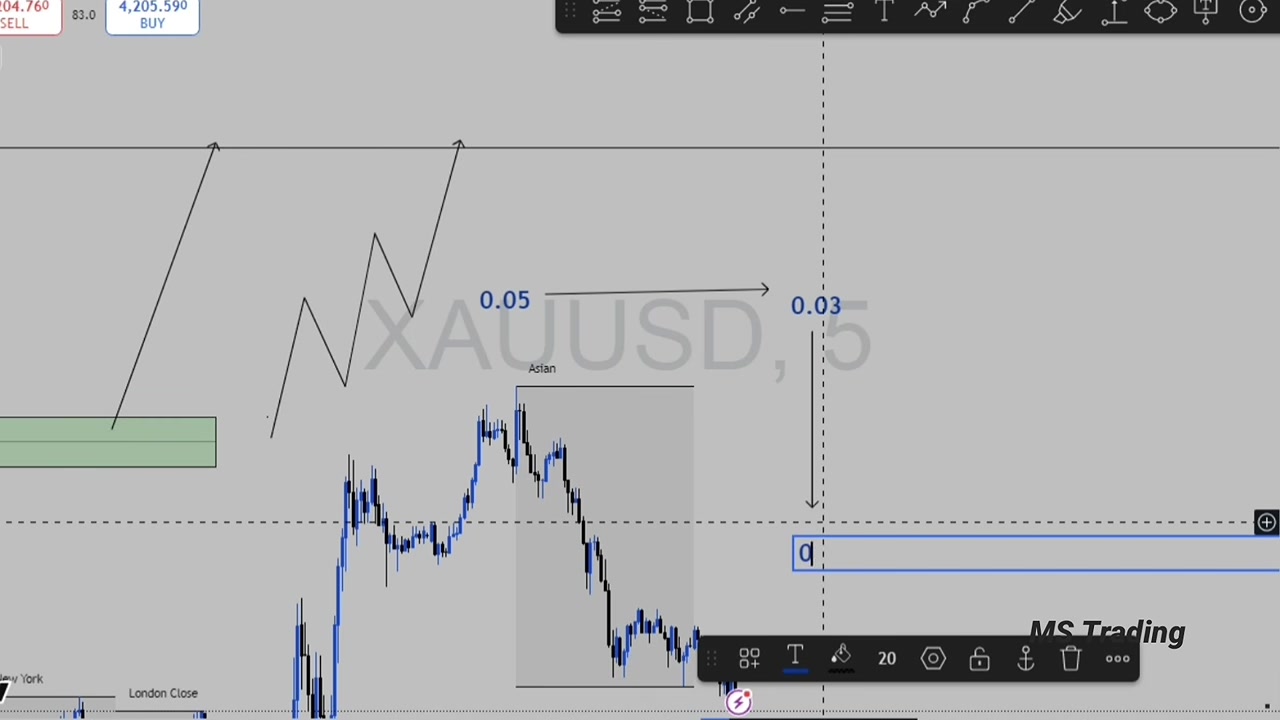 204.76⁰
SELL
83.0
4,205.59⁰
BUY
XAUUSD, 5
0.05
0.03
Asian
0
MS Trading
20
ew York
London Close